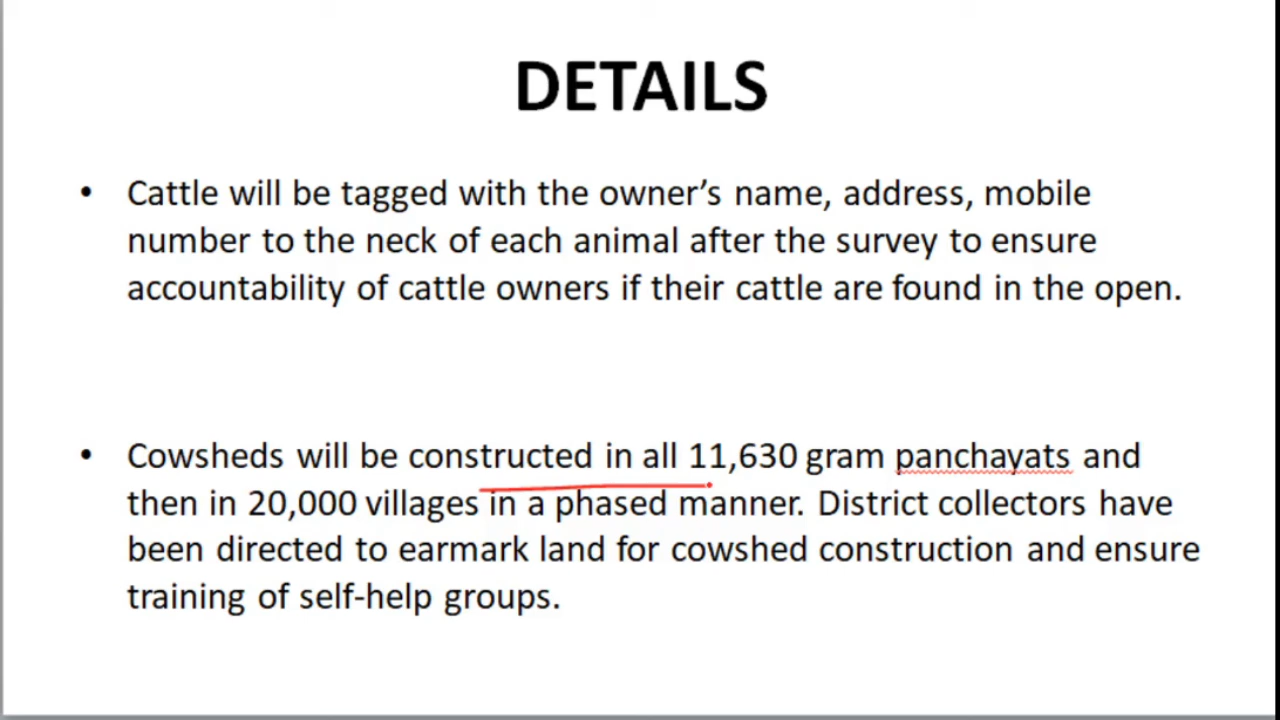 DETAILS
• Cattle will be tagged with the owner’s name, address, mobile
number to the neck of each animal after the survey to ensure
accountability of cattle owners if their cattle are found in the open.
• Cowsheds will be constructed in all 11,630 gram panchayats and
then in 20,000 villages in a phased manner. District collectors have
been directed to earmark land for cowshed construction and ensure
training of self-help groups.